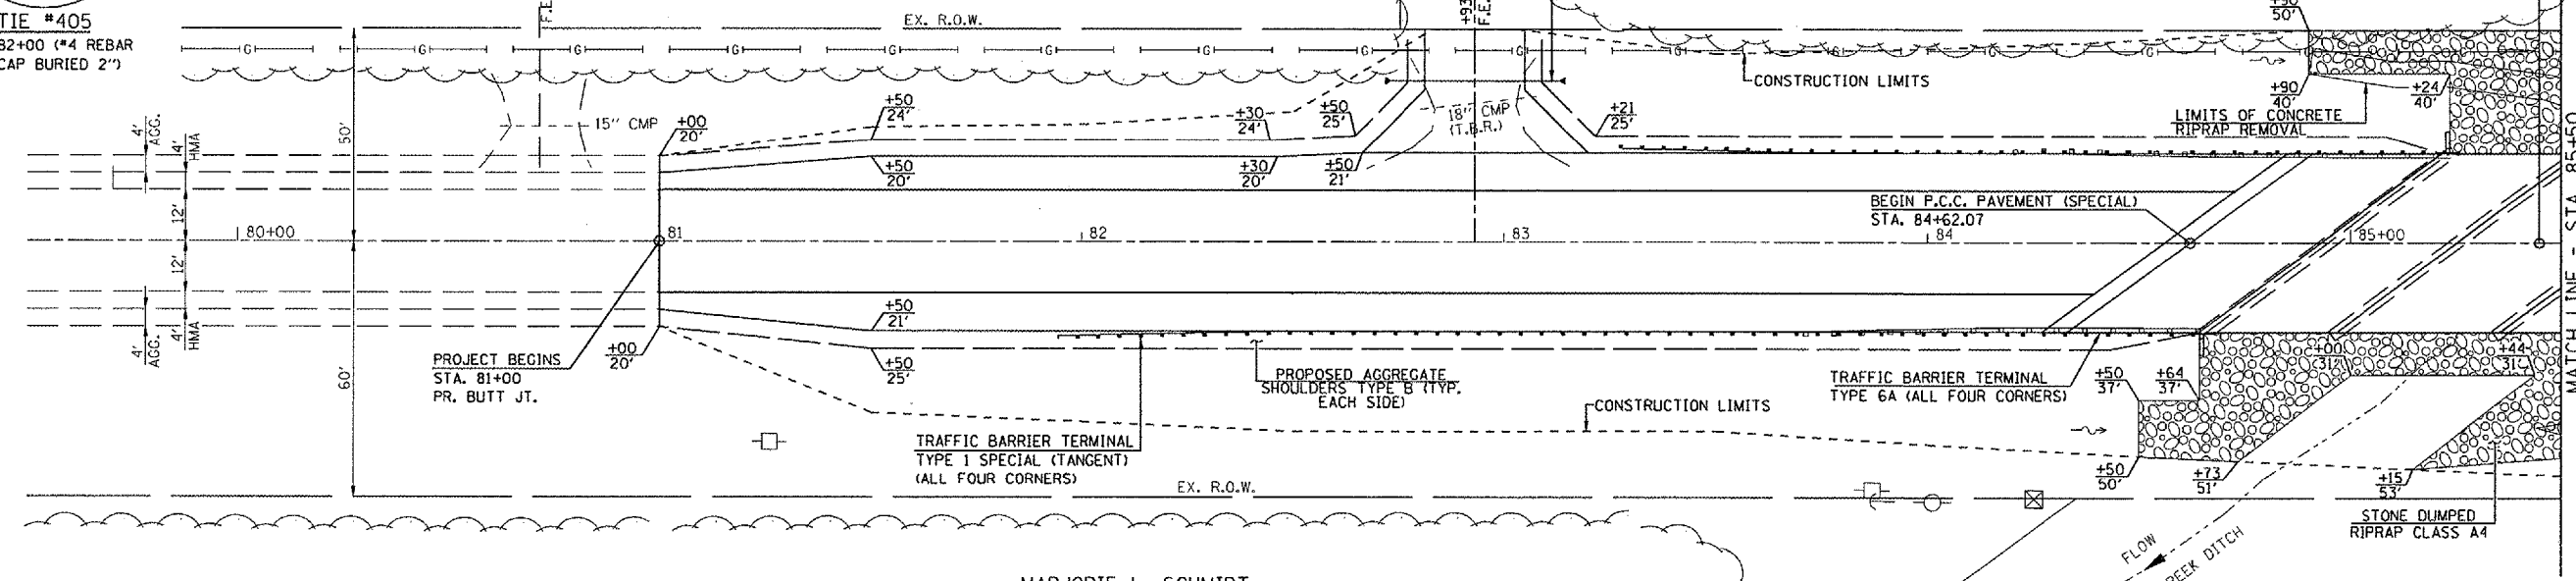 TIE #405
82+00 (#4 REBAR
CAP BURIED 2")
F.E.
EX. R.O.W.
+93
F.E.
+50
50'
G G G G G G G G G G G G
CONSTRUCTION LIMITS
4'
AGG.
4'
HMA
50'
15" CMP
+00
20'
+50
24'
+30
24'
+50
25'
18" CMP
(T.B.R.)
+21
25'
+90
40'
+24
40'
LIMITS OF CONCRETE
RIPRAP REMOVAL
+50
20'
+30
20'
+50
21'
BEGIN P.C.C. PAVEMENT (SPECIAL)
STA. 84+62.07
12'
80+00
81
82
83
84
85+00
12'
MATCH LINE - STA. 85+50
4'
AGG.
4'
HMA
60'
PROJECT BEGINS
STA. 81+00
PR. BUTT JT.
+00
20'
+50
21'
+50
25'
PROPOSED AGGREGATE
SHOULDERS TYPE B (TYP.
EACH SIDE)
TRAFFIC BARRIER TERMINAL
TYPE 6A (ALL FOUR CORNERS)
+50
37'
+64
37'
+00
31'
+44
31'
CONSTRUCTION LIMITS
TRAFFIC BARRIER TERMINAL
TYPE 1 SPECIAL (TANGENT)
(ALL FOUR CORNERS)
EX. R.O.W.
+50
50'
+73
51'
+15
53'
STONE DUMPED
RIPRAP CLASS A4
FLOW
REEK DITCH
MARJORIE L. SCHMIDT